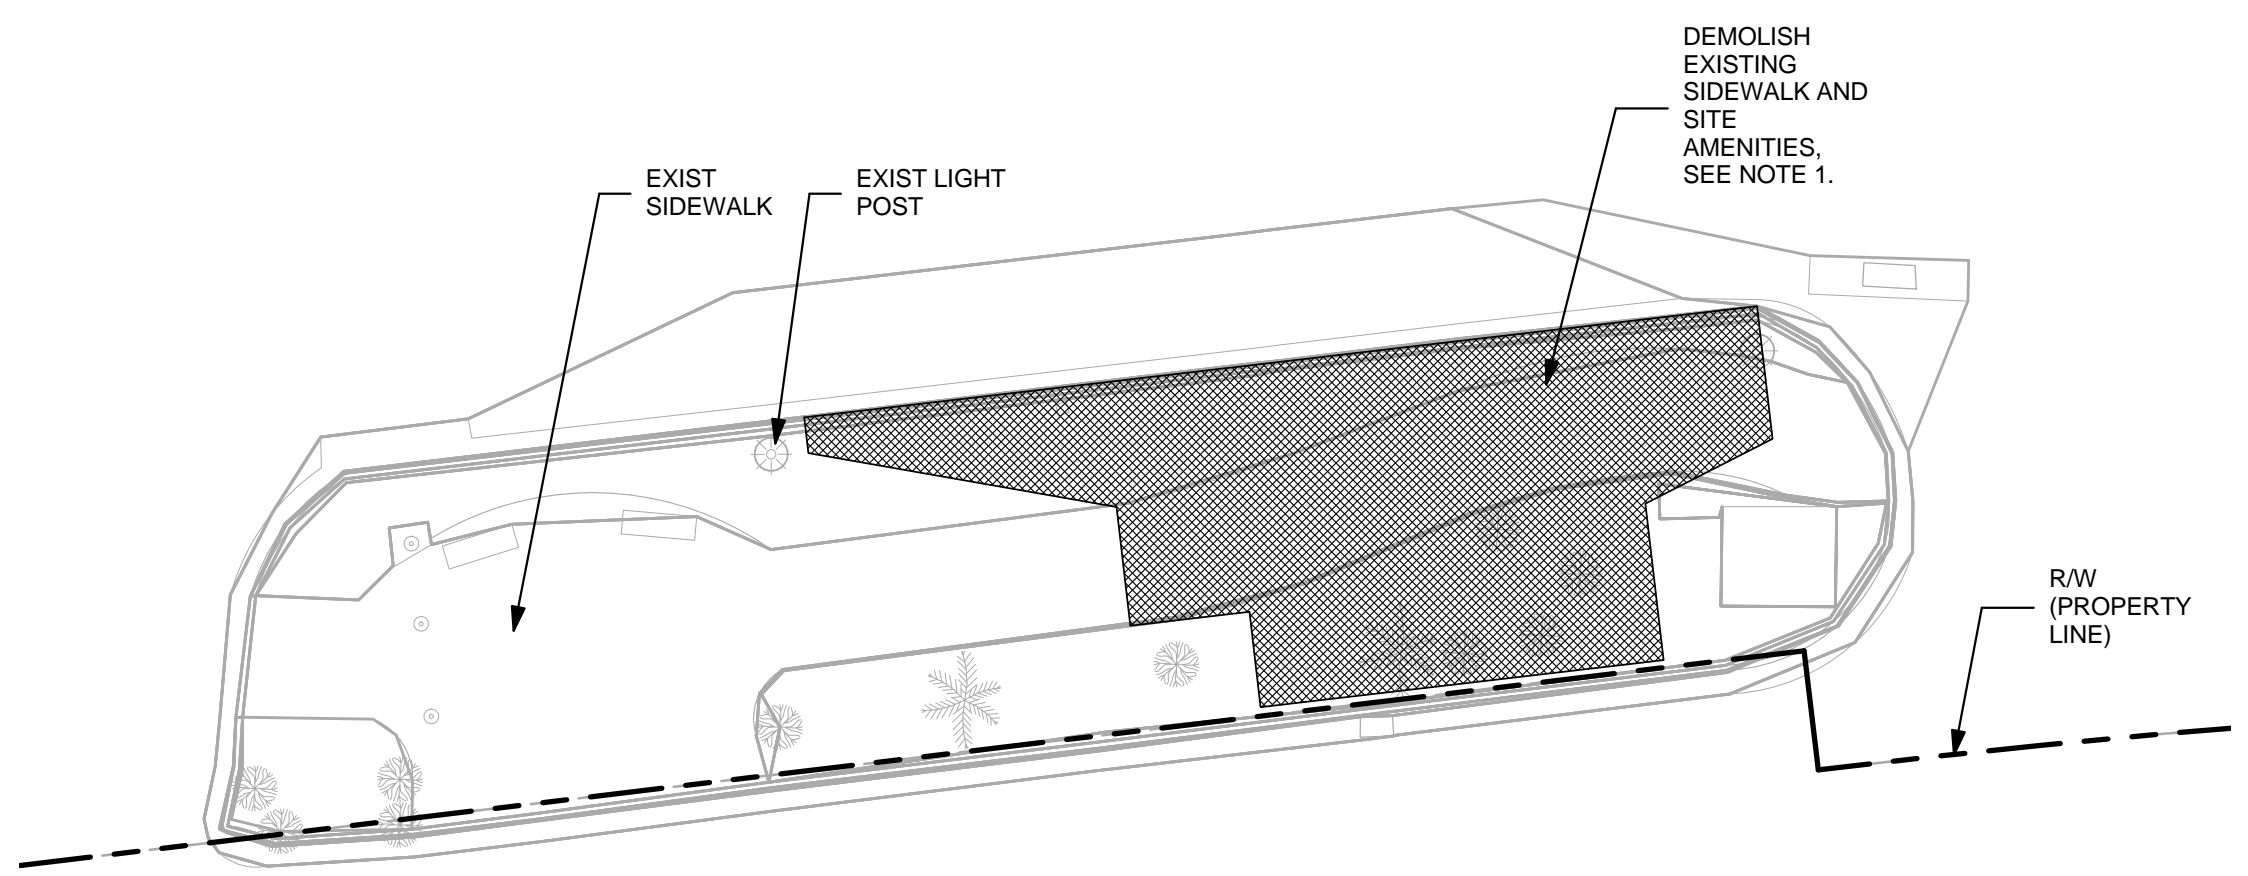 DEMOLISH
EXISTING
SIDEWALK AND
SITE
AMENITIES,
SEE NOTE 1.
EXIST
SIDEWALK
EXIST LIGHT
POST
R/W
(PROPERTY
LINE)